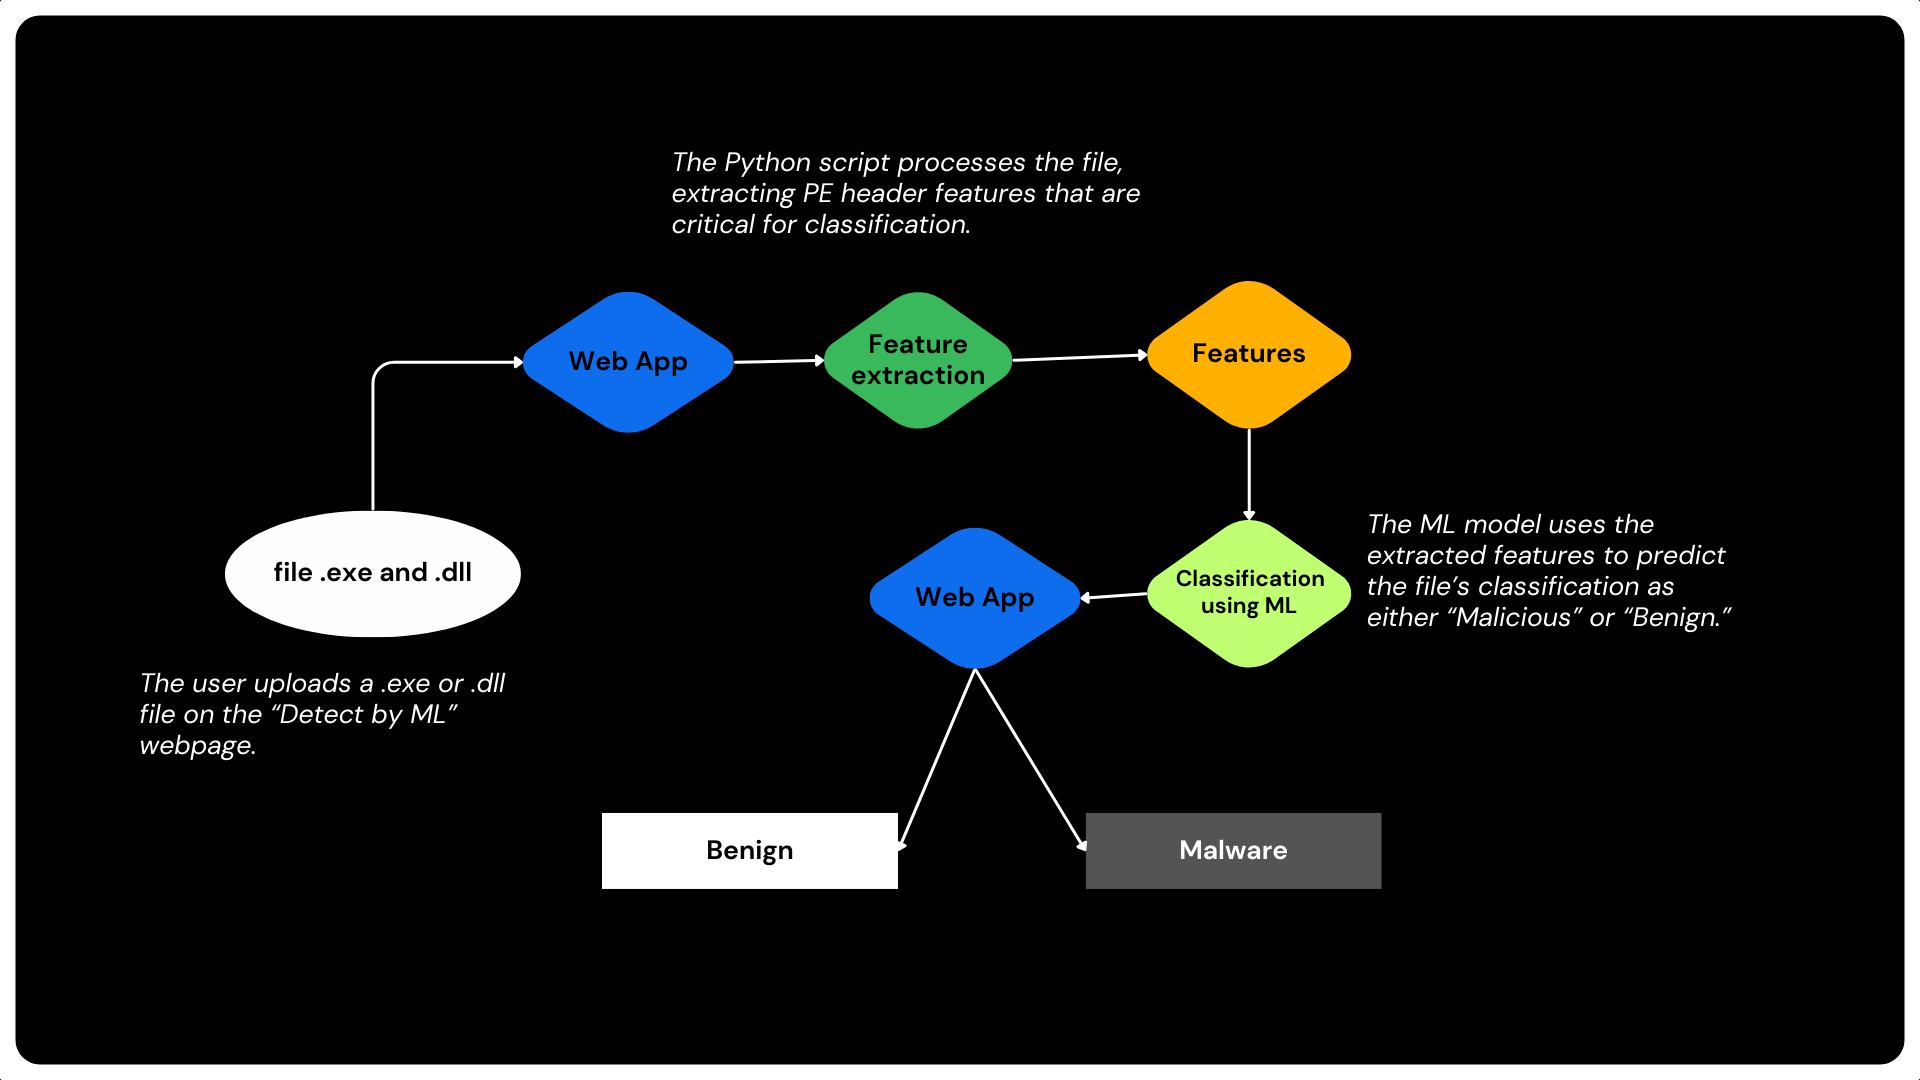 The Python script processes the file,
extracting PE header features that are
critical for classification.
Web App
Feature
extraction
Features
file .exe and .dll
The user uploads a .exe or .dll
file on the “Detect by ML”
webpage.
Web App
Classification
using ML
The ML model uses the
extracted features to predict
the file’s classification as
either “Malicious” or “Benign.”
Benign
Malware